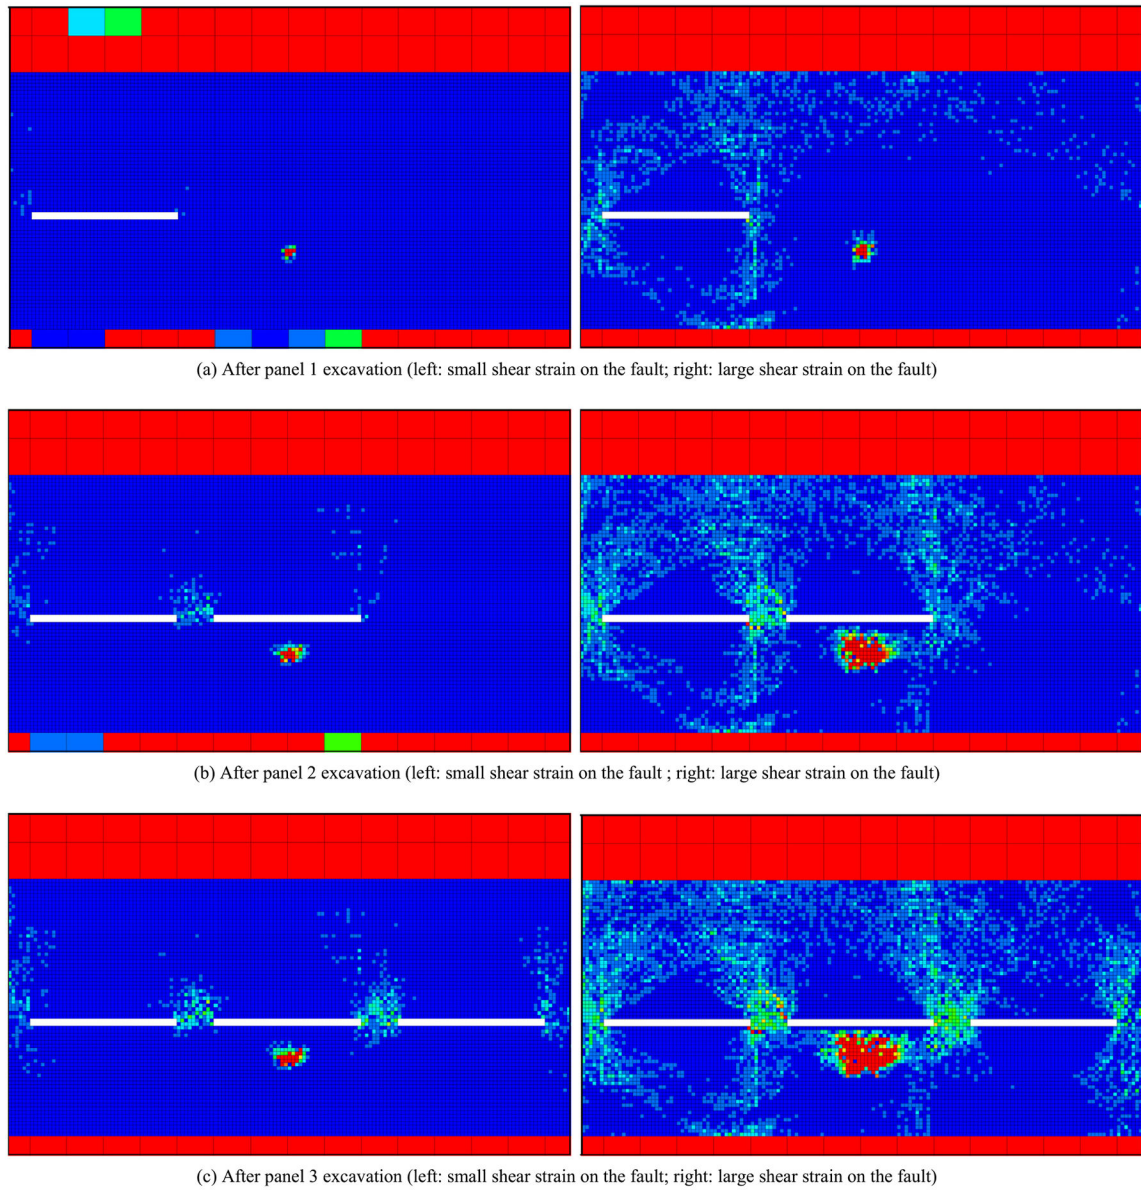 (a) After panel 1 excavation (left: small shear strain on the fault; right: large shear strain on the fault)
(b) After panel 2 excavation (left: small shear strain on the fault ; right: large shear strain on the fault)
(c) After panel 3 excavation (left: small shear strain on the fault; right: large shear strain on the fault)